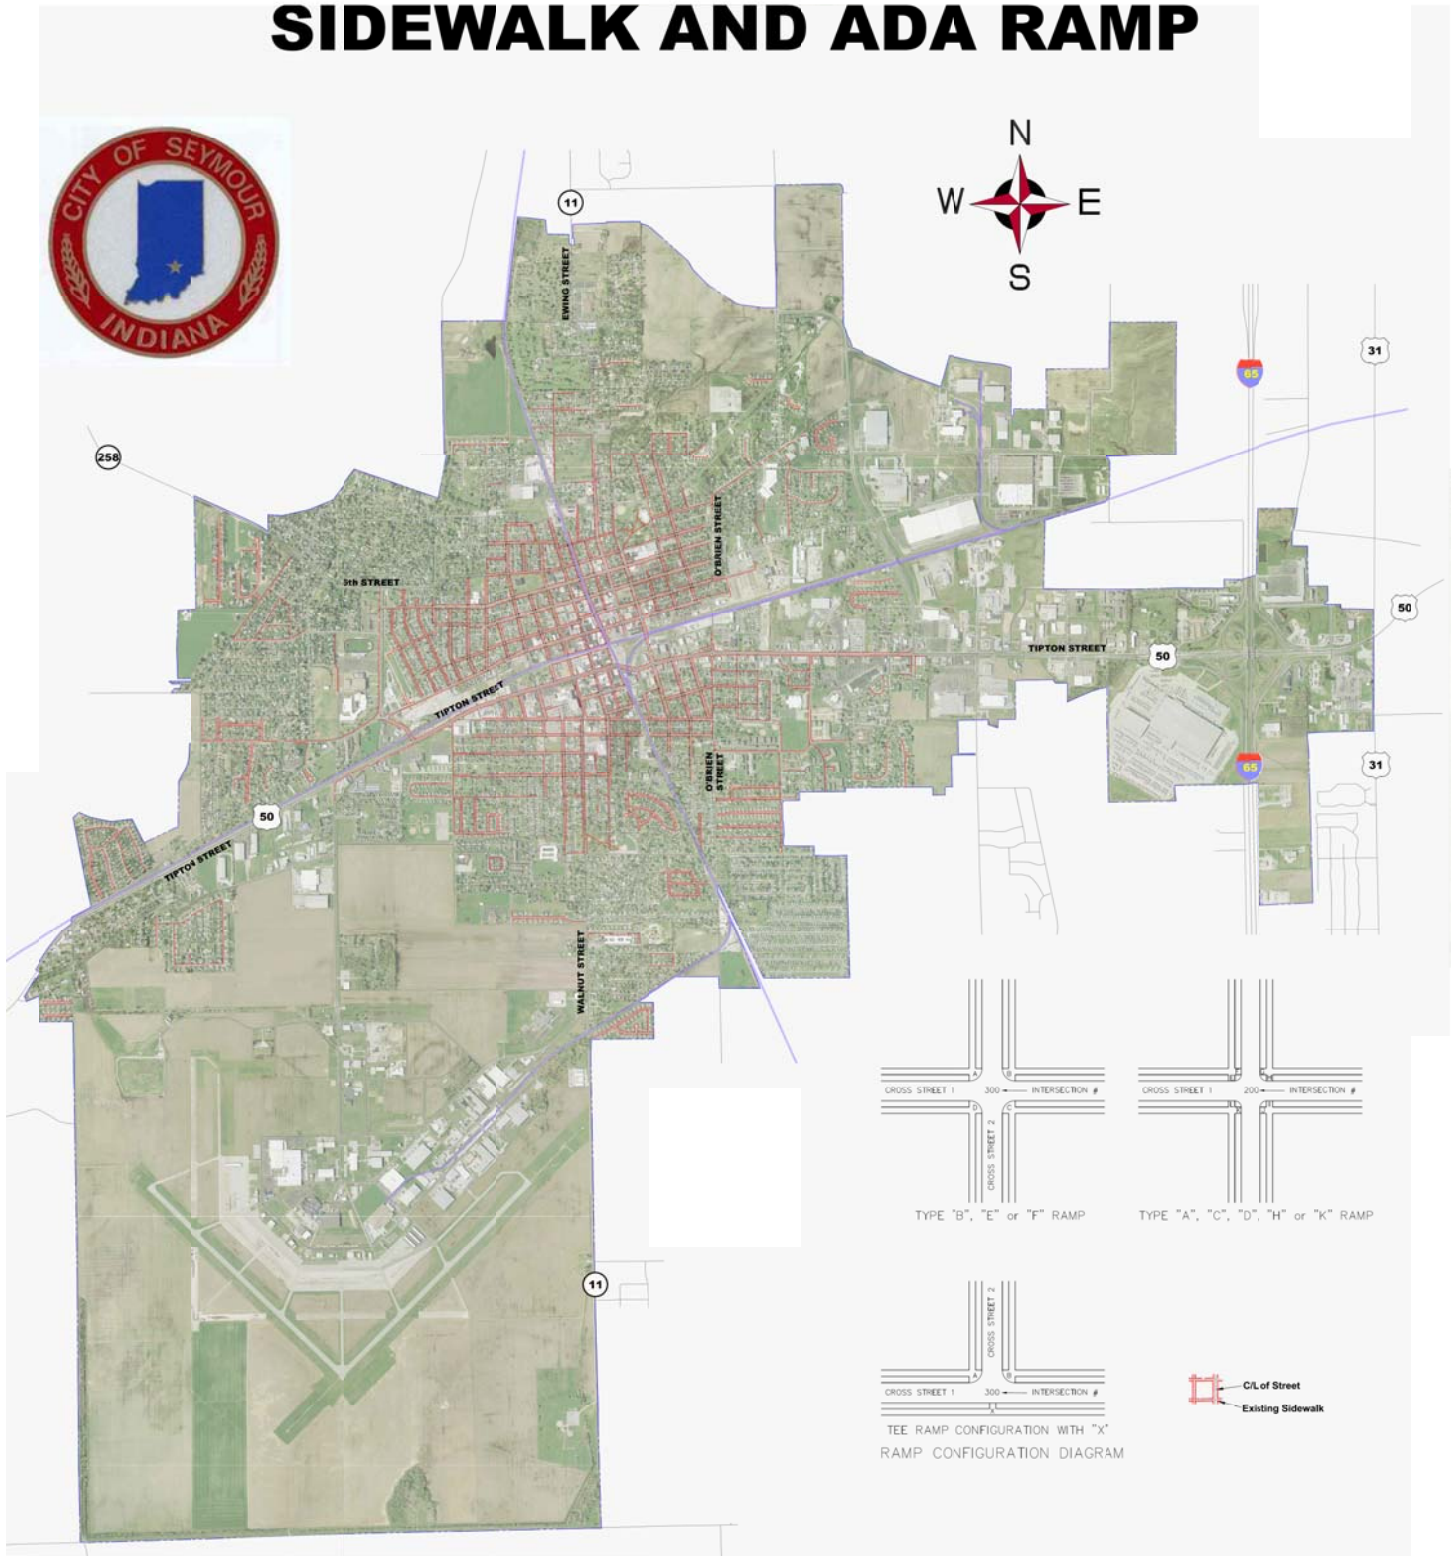 SIDEWALK AND ADA RAMP
CITY OF SEYMOUR
INDIANA
N
W E
S
11
EWING STREET
65
31
258
O'BRIEN STREET
9th STREET
50
TIPTON STREET
50
TIPTON STREET
O'BRIEN
STREET
65
31
50
TIPTON STREET
WALNUT STREET
A B
CROSS STREET 1 300 INTERSECTION #
D C
CROSS STREET 2
TYPE "B", "E" or "F" RAMP
CROSS STREET 1 200 INTERSECTION #
TYPE "A", "C", "D", "H" or "K" RAMP
11
CROSS STREET 2
A B
CROSS STREET 1 300 INTERSECTION #
X
TEE RAMP CONFIGURATION WITH "X"
RAMP CONFIGURATION DIAGRAM
C/L of Street
Existing Sidewalk